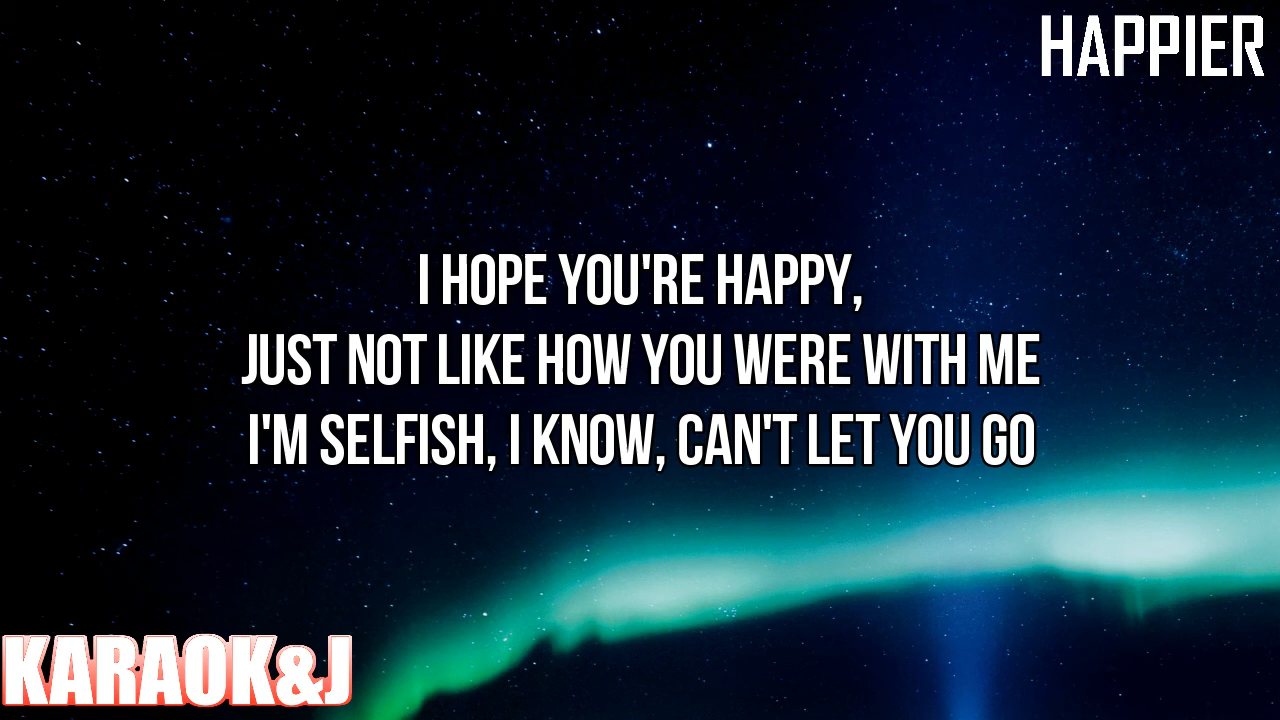 HAPPIER
I HOPE YOU'RE HAPPY,
JUST NOT LIKE HOW YOU WERE WITH ME
I'M SELFISH, I KNOW, CAN'T LET YOU GO
KARAOK&J